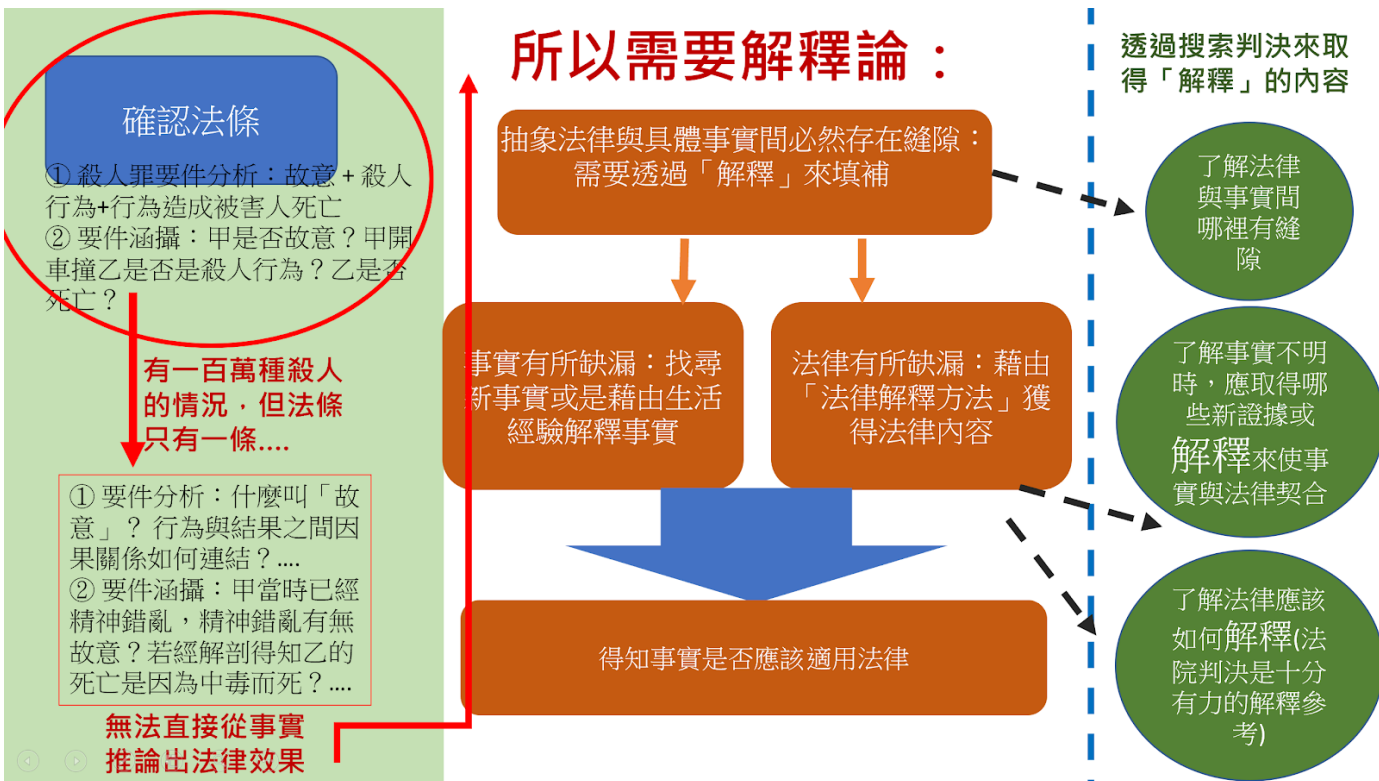 確認法條
① 殺人罪要件分析：故意 + 殺人
行為+行為造成被害人死亡
② 要件涵攝：甲是否故意？甲開
車撞乙是否是殺人行為？乙是否
死亡？
有一百萬種殺人
的情況，但法條
只有一條....
① 要件分析：什麼叫「故
意」？ 行為與結果之間因
果關係如何連結？....
② 要件涵攝：甲當時已經
精神錯亂，精神錯亂有無
故意？若經解剖得知乙的
死亡是因為中毒而死？....
無法直接從事實
推論出法律效果
所以需要解釋論：
抽象法律與具體事實間必然存在縫隙：
需要透過「解釋」來填補
事實有所缺漏：找尋
新事實或是藉由生活
經驗解釋事實
法律有所缺漏：藉由
「法律解釋方法」獲
得法律內容
得知事實是否應該適用法律
透過搜索判決來取
得「解釋」的內容
了解法律
與事實間
哪裡有縫
隙
了解事實不明
時，應取得哪
些新證據或
解釋來使事
實與法律契合
了解法律應該
如何解釋(法
院判決是十分
有力的解釋參
考)